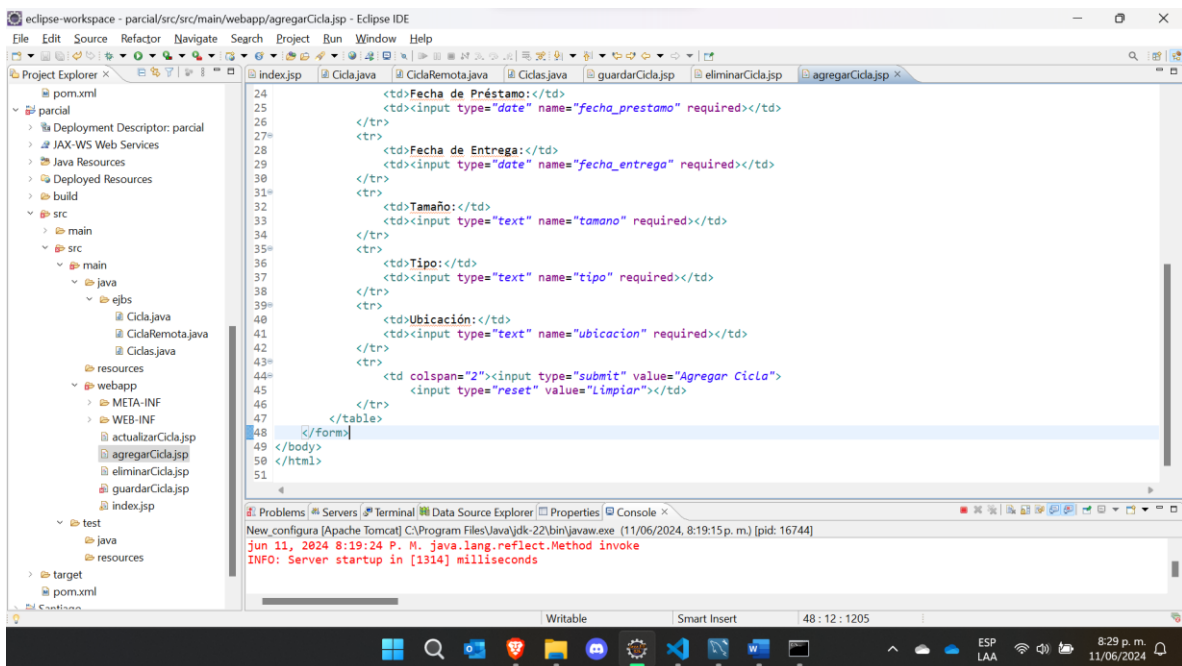 eclipse-workspace - parcial/src/src/main/webapp/agregarCicla.jsp - Eclipse IDE
File Edit Source Refactor Navigate Search Project Run Window Help
Project Explorer
pom.xml
parcial
Deployment Descriptor: parcial
JAX-WS Web Services
Java Resources
Deployed Resources
build
src
main
src
main
java
ejbs
Cicla.java
CiclaRemota.java
Ciclas.java
resources
webapp
META-INF
WEB-INF
actualizarCicla.jsp
agregarCicla.jsp
eliminarCicla.jsp
guardarCicla.jsp
index.jsp
test
java
resources
target
pom.xml
Santiago
index.jsp Cicla.java CiclaRemota.java Ciclas.java guardarCicla.jsp eliminarCicla.jsp agregarCicla.jsp
24 <td>Fecha de Préstamo:</td>
25 <td><input type="date" name="fecha_prestamo" required></td>
26 </tr>
27 <tr>
28 <td>Fecha de Entrega:</td>
29 <td><input type="date" name="fecha_entrega" required></td>
30 </tr>
31 <tr>
32 <td>Tamaño:</td>
33 <td><input type="text" name="tamano" required></td>
34 </tr>
35 <tr>
36 <td>Tipo:</td>
37 <td><input type="text" name="tipo" required></td>
38 </tr>
39 <tr>
40 <td>Ubicación:</td>
41 <td><input type="text" name="ubicacion" required></td>
42 </tr>
43 <tr>
44 <td colspan="2"><input type="submit" value="Agregar Cicla">
45 <input type="reset" value="Limpiar"></td>
46 </tr>
47 </table>
48 </form>
49 </body>
50 </html>
51
Problems Servers Terminal Data Source Explorer Properties Console
New_configura [Apache Tomcat] C:\Program Files\Java\jdk-22\bin\javaw.exe (11/06/2024, 8:19:15 p. m.) [pid: 16744]
jun 11, 2024 8:19:24 P. M. java.lang.reflect.Method invoke
INFO: Server startup in [1314] milliseconds
Writable Smart Insert 48 : 12 : 1205
ESP
LAA
8:29 p. m.
11/06/2024